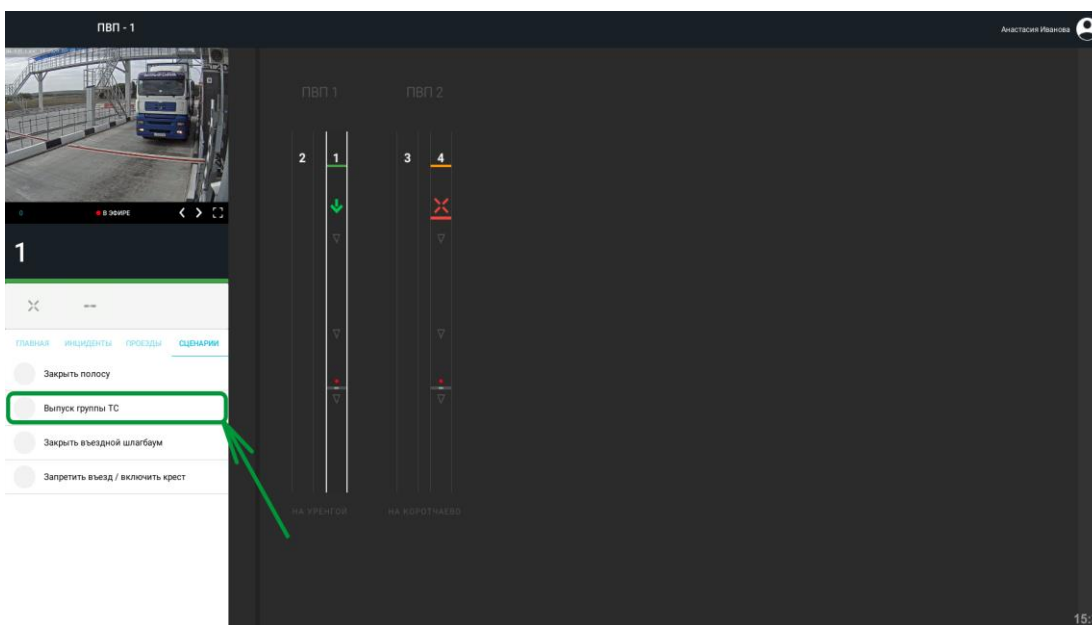 ПВП - 1
Анастасия Иванова
В ЭФИРЕ
1
--
ГЛАВНАЯ ИНЦИДЕНТЫ ПРОЕЗДЫ СЦЕНАРИИ
Закрыть полосу
Выпуск группы ТС
Закрыть въездной шлагбаум
Запретить въезд / включить крест
ПВП 1 ПВП 2
2 1 3 4
НА УРЕНГОЙ НА КОРОТЧАЕВО
15: